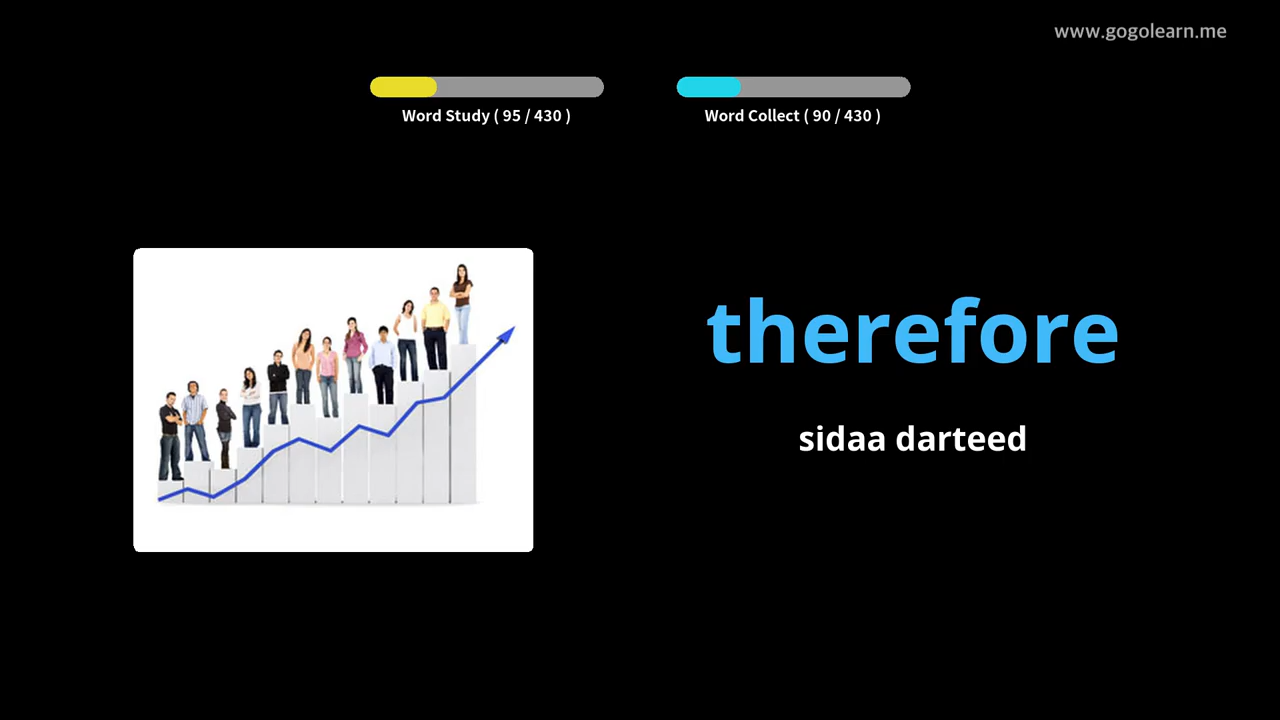 www.gogolearn.me
Word Study ( 95 / 430 )
Word Collect ( 90 / 430 )
therefore
sidaa darteed